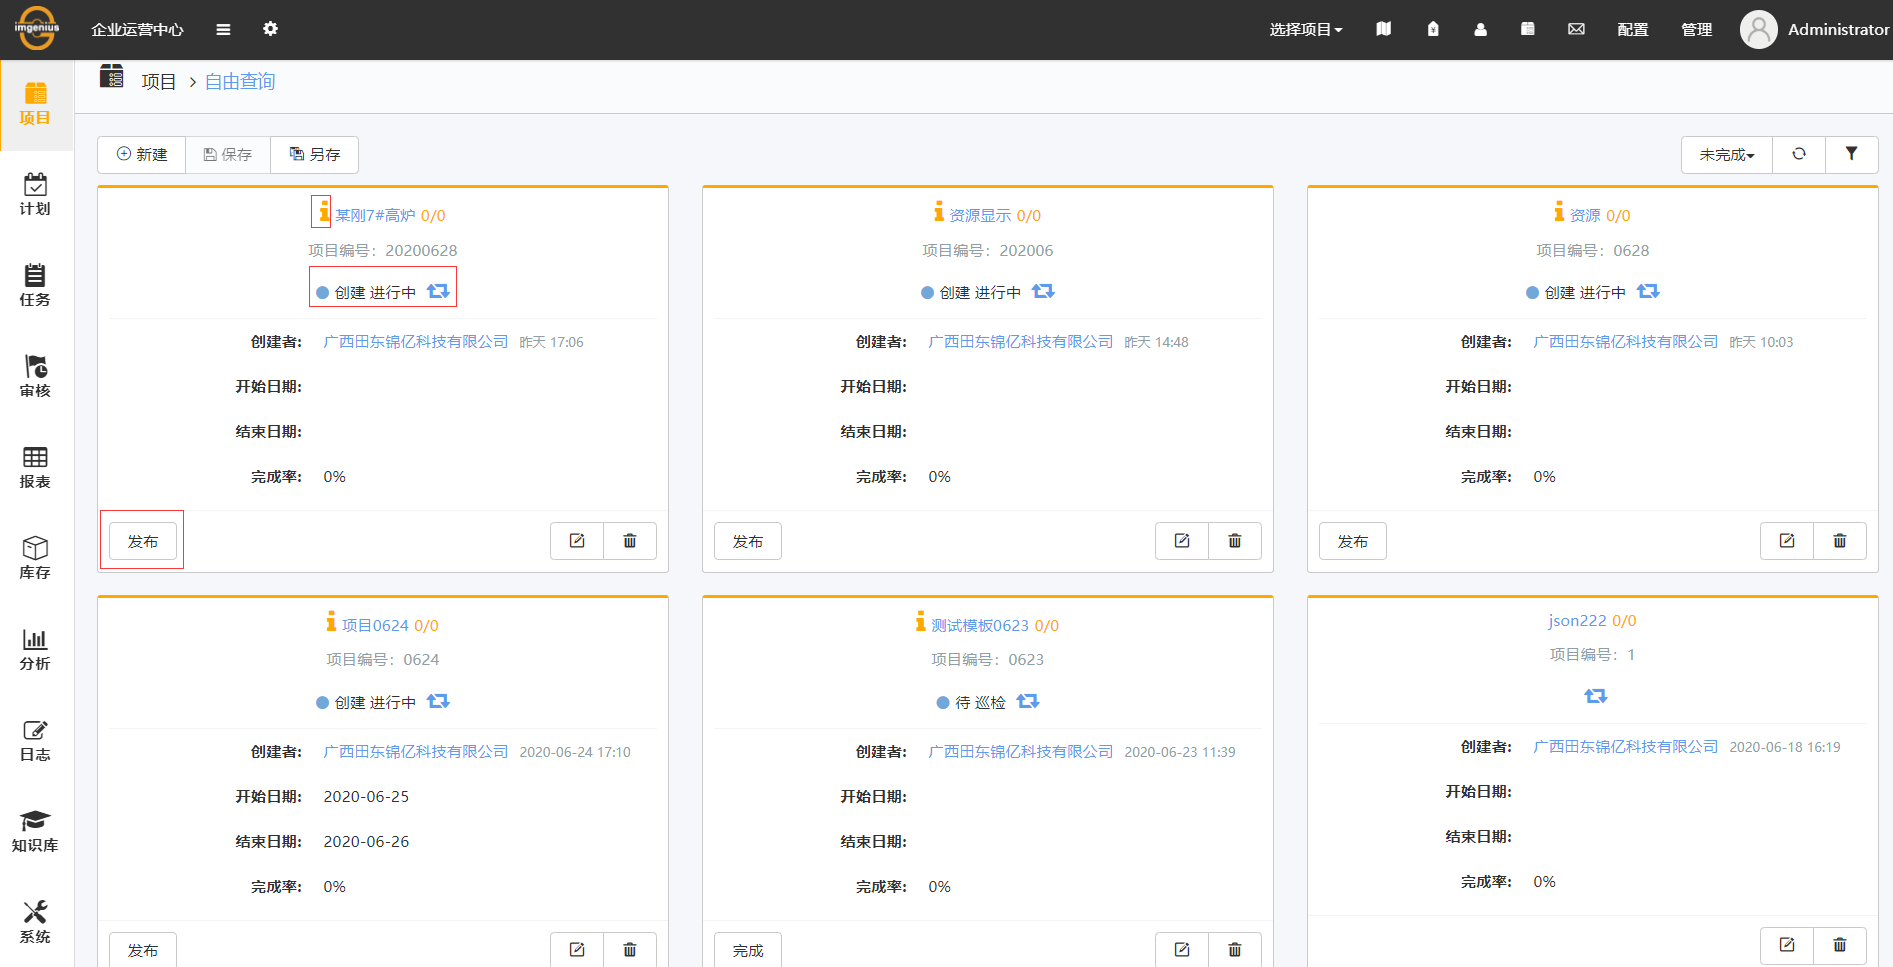 imgenius
企业运营中心
选择项目
配置
管理
Administrator
项目 > 自由查询
项目
计划
任务
审核
报表
库存
分析
日志
知识库
系统
新建
保存
另存
未完成
某刚7#高炉 0/0
项目编号：20200628
创建 进行中
创建者: 广西田东锦亿科技有限公司 昨天 17:06
开始日期:
结束日期:
完成率: 0%
发布
资源显示 0/0
项目编号：202006
创建 进行中
创建者: 广西田东锦亿科技有限公司 昨天 14:48
开始日期:
结束日期:
完成率: 0%
发布
资源 0/0
项目编号：0628
创建 进行中
创建者: 广西田东锦亿科技有限公司 昨天 10:03
开始日期:
结束日期:
完成率: 0%
发布
项目0624 0/0
项目编号：0624
创建 进行中
创建者: 广西田东锦亿科技有限公司 2020-06-24 17:10
开始日期: 2020-06-25
结束日期: 2020-06-26
完成率: 0%
发布
测试模板0623 0/0
项目编号：0623
待 巡检
创建者: 广西田东锦亿科技有限公司 2020-06-23 11:39
开始日期:
结束日期:
完成率: 0%
完成
json222 0/0
项目编号：1
创建者: 广西田东锦亿科技有限公司 2020-06-18 16:19
开始日期:
结束日期:
完成率: 0%